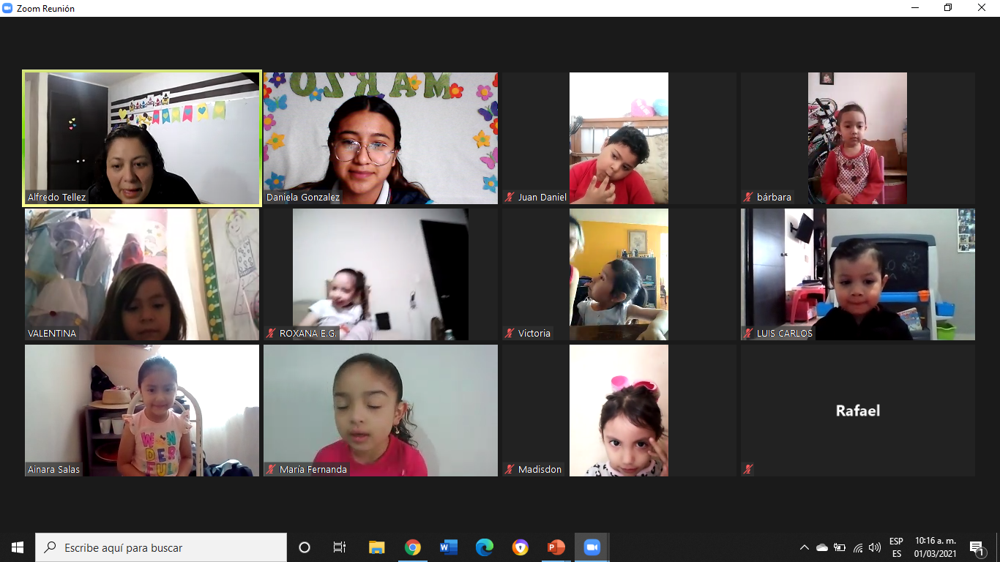 Zoom Reunión
MARZO
Alfredo Tellez
Daniela Gonzalez
Juan Daniel
bárbara
VALENTINA
ROXANA E.G.
Victoria
LUIS CARLOS
WONDERFUL
Ainara Salas
María Fernanda
Madisdon
Rafael
Escribe aquí para buscar
ESP
ES
10:16 a. m.
01/03/2021
1